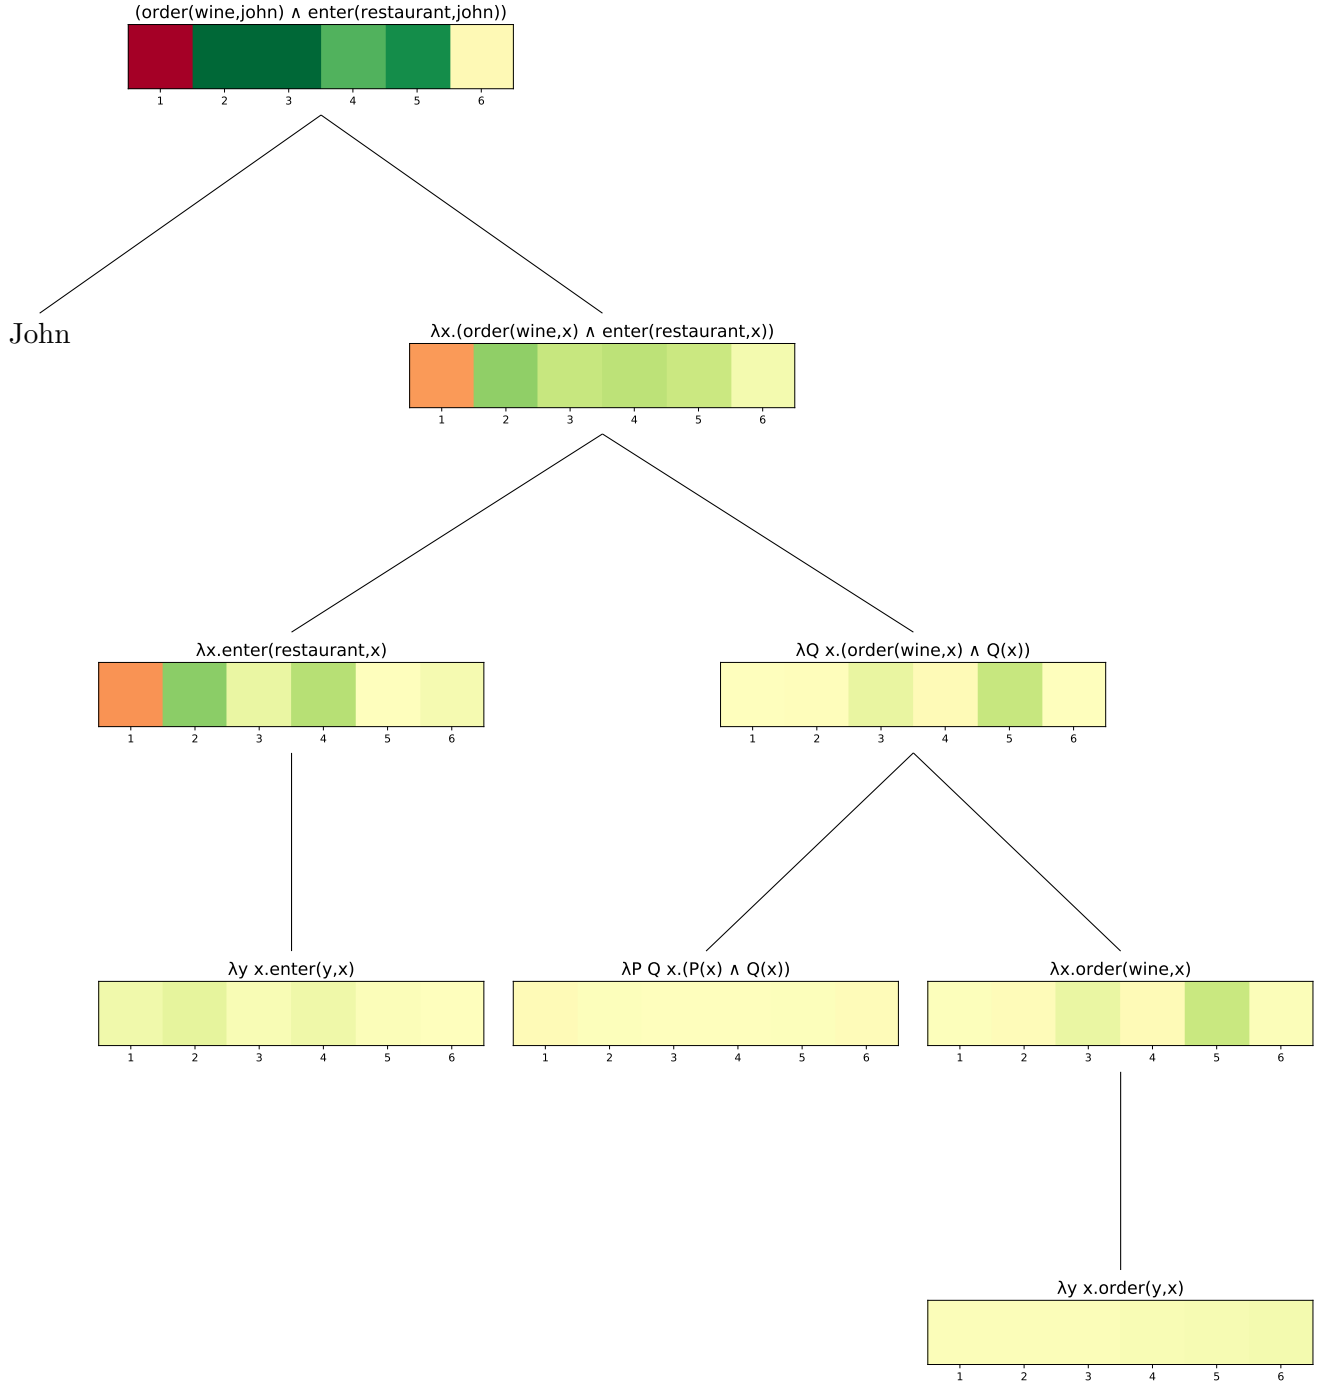 (order(wine,john) ∧ enter(restaurant,john))
1 2 3 4 5 6
John
λx.(order(wine,x) ∧ enter(restaurant,x))
1 2 3 4 5 6
λx.enter(restaurant,x)
1 2 3 4 5 6
λQ x.(order(wine,x) ∧ Q(x))
1 2 3 4 5 6
λy x.enter(y,x)
1 2 3 4 5 6
λP Q x.(P(x) ∧ Q(x))
1 2 3 4 5 6
λx.order(wine,x)
1 2 3 4 5 6
λy x.order(y,x)
1 2 3 4 5 6